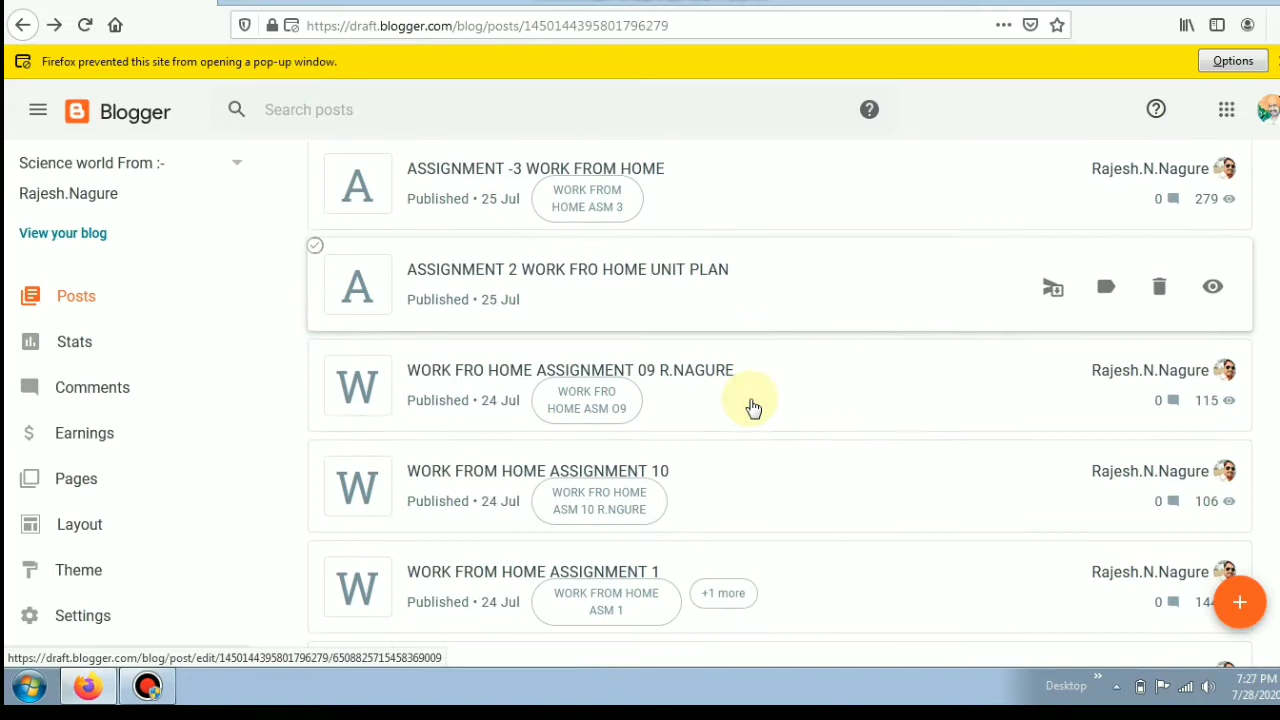 https://draft.blogger.com/blog/posts/1450144395801796279
Firefox prevented this site from opening a pop-up window.
Options
Blogger
Search posts
Science world From :-
Rajesh.N.Nagure
View your blog
Posts
Stats
Comments
Earnings
Pages
Layout
Theme
Settings
ASSIGNMENT -3 WORK FROM HOME
A
Published • 25 Jul
WORK FROM
HOME ASM 3
Rajesh.N.Nagure
0 279
ASSIGNMENT 2 WORK FRO HOME UNIT PLAN
A
Published • 25 Jul
WORK FRO HOME ASSIGNMENT 09 R.NAGURE
W
Published • 24 Jul
WORK FRO
HOME ASM O9
Rajesh.N.Nagure
0 115
WORK FROM HOME ASSIGNMENT 10
W
Published • 24 Jul
WORK FRO HOME
ASM 10 R.NGURE
Rajesh.N.Nagure
0 106
WORK FROM HOME ASSIGNMENT 1
W
Published • 24 Jul
WORK FROM HOME
ASM 1
+1 more
Rajesh.N.Nagure
0
https://draft.blogger.com/blog/post/edit/1450144395801796279/6508825715458369009
Desktop
7:27 PM
7/28/2020